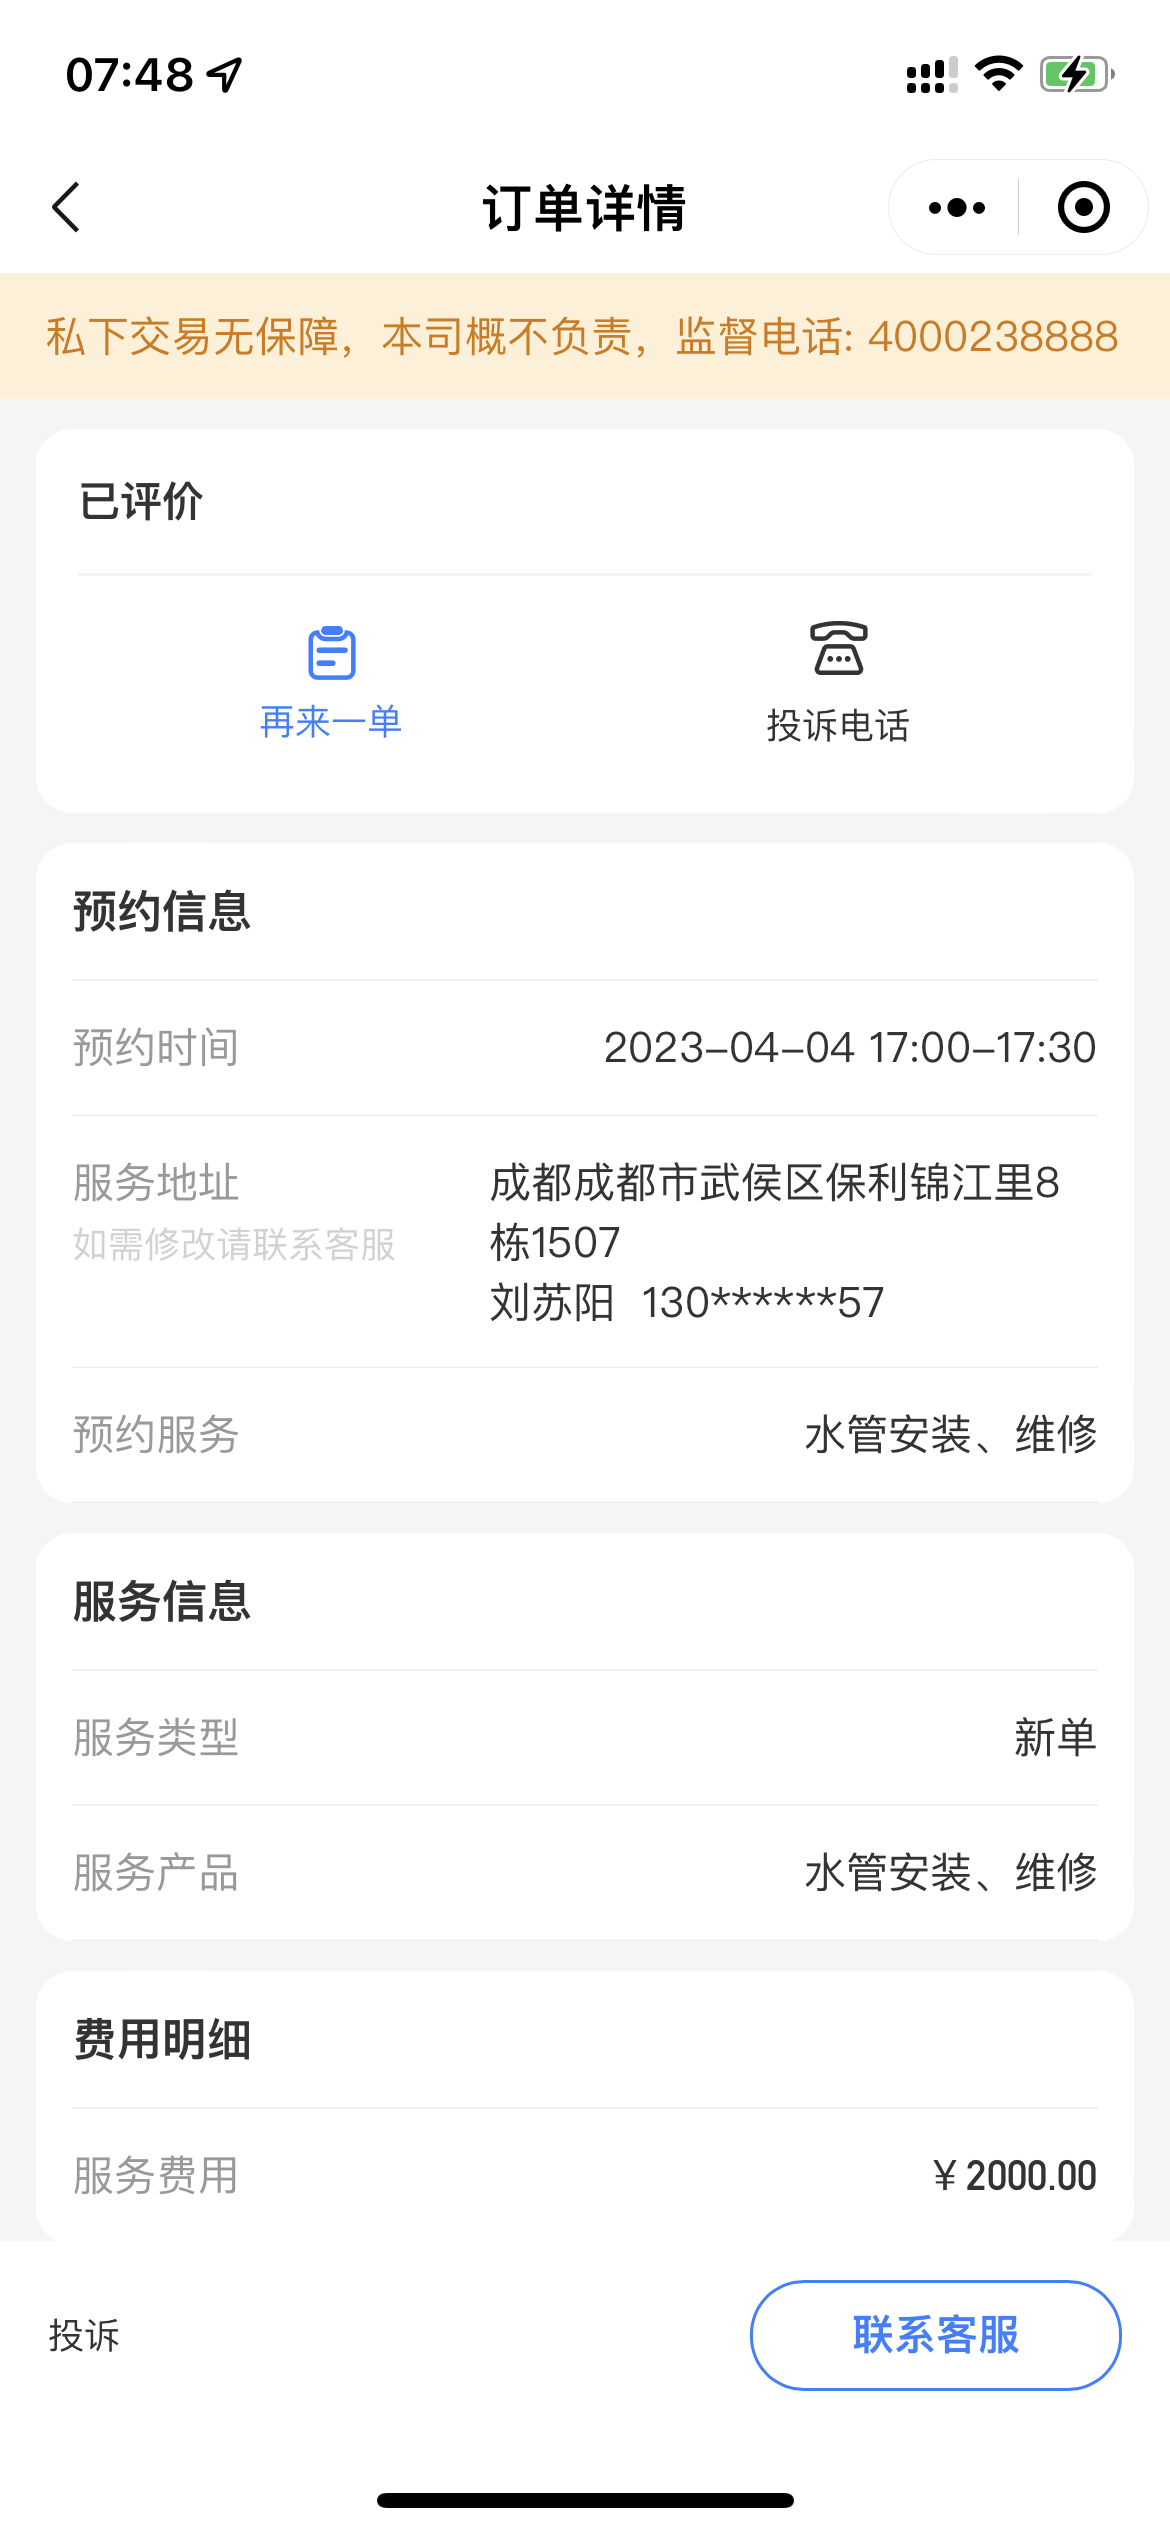 07:48
订单详情
私下交易无保障，本司概不负责，监督电话: 4000238888
已评价
再来一单
投诉电话
预约信息
预约时间 2023-04-04 17:00-17:30
服务地址 成都成都市武侯区保利锦江里8
如需修改请联系客服 栋1507
刘苏阳 130******57
预约服务 水管安装、维修
服务信息
服务类型 新单
服务产品 水管安装、维修
费用明细
服务费用 ¥2000.00
投诉 联系客服